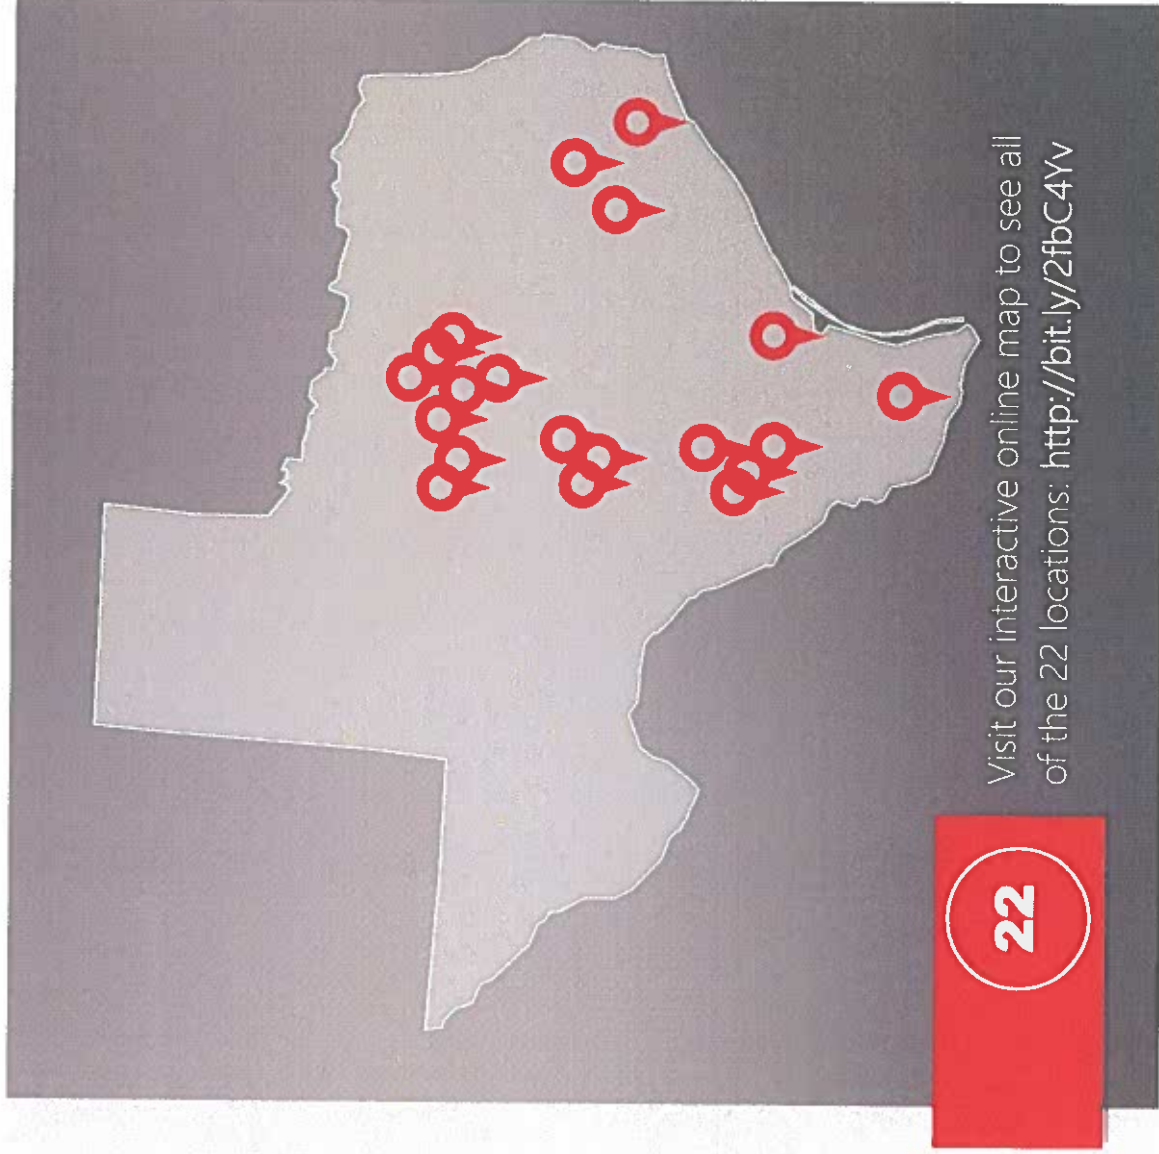 Visit our interactive online map to see all
of the 22 locations: http://bit.ly/2fbC4Yv
22